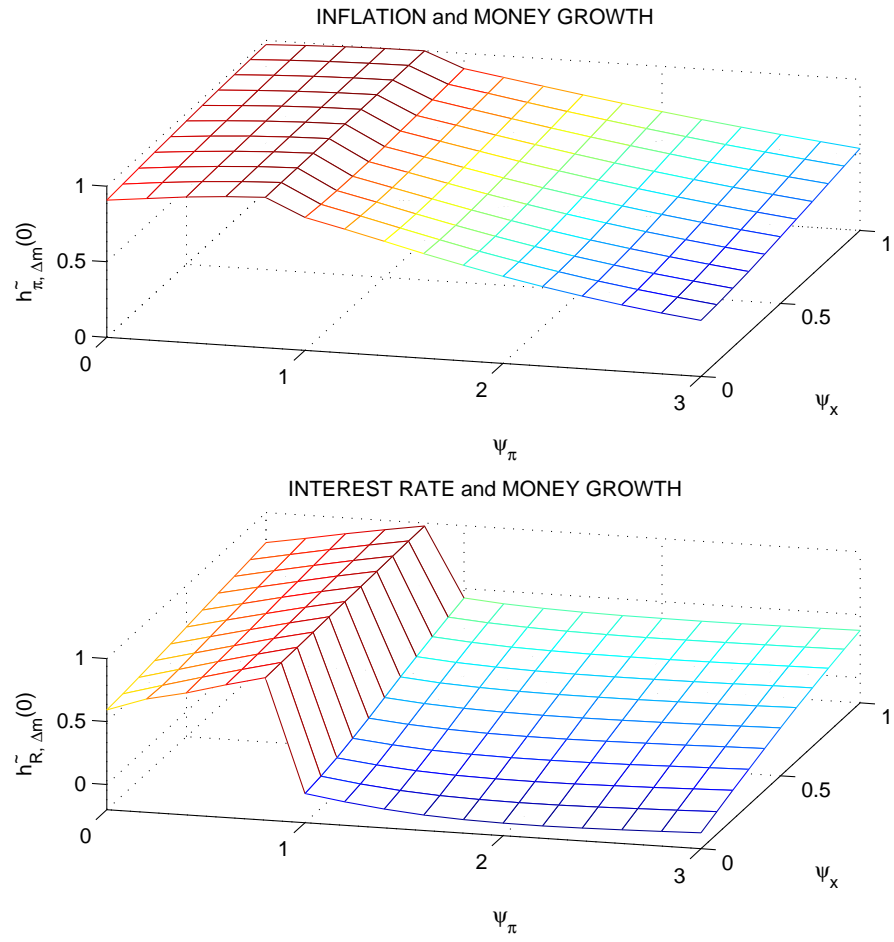 INFLATION and MONEY GROWTH
h~π, Δm(0)
1
0.5
0
0
1
2
3
ψπ
0
0.5
1
ψx
INTEREST RATE and MONEY GROWTH
h~R, Δm(0)
1
0.5
0
0
1
2
3
ψπ
0
0.5
1
ψx